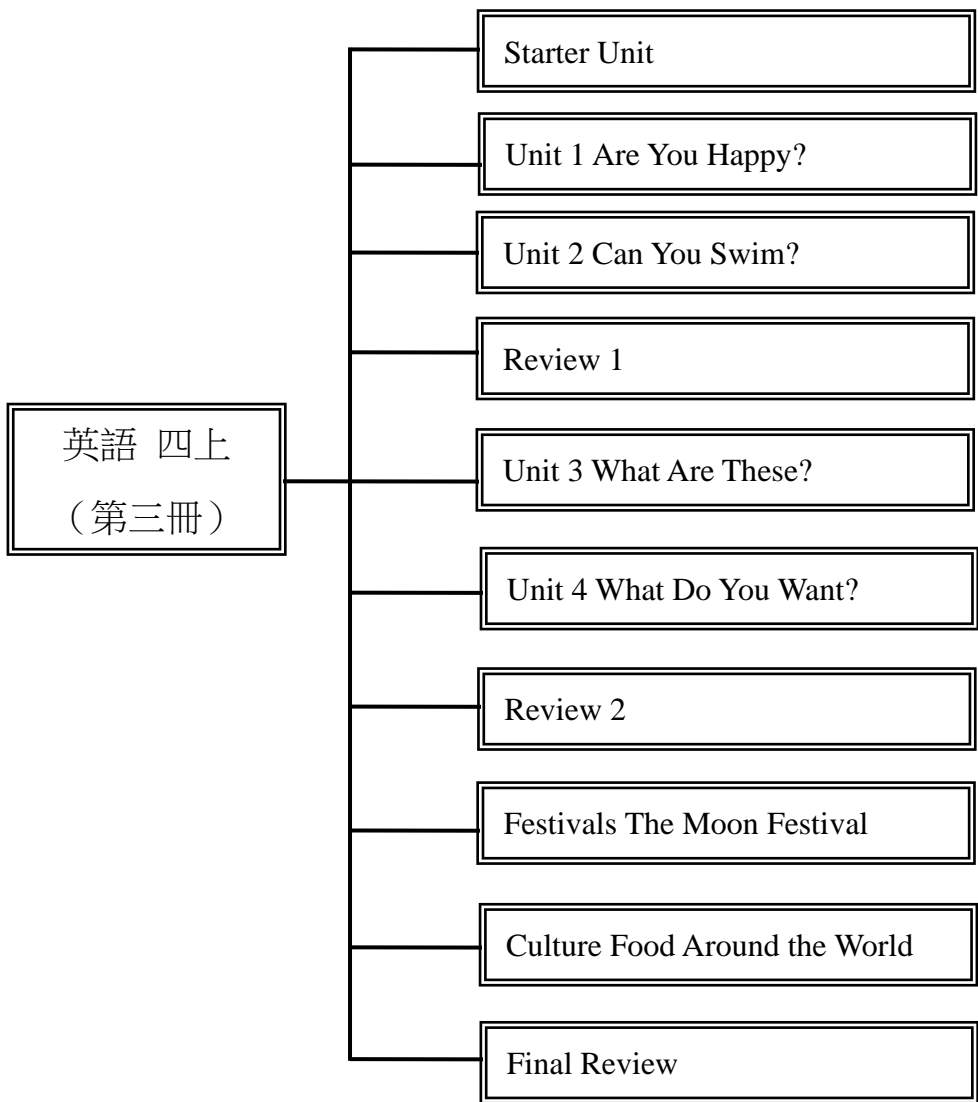 Starter Unit
Unit 1 Are You Happy?
Unit 2 Can You Swim?
Review 1
英語 四上
（第三冊）
Unit 3 What Are These?
Unit 4 What Do You Want?
Review 2
Festivals The Moon Festival
Culture Food Around the World
Final Review